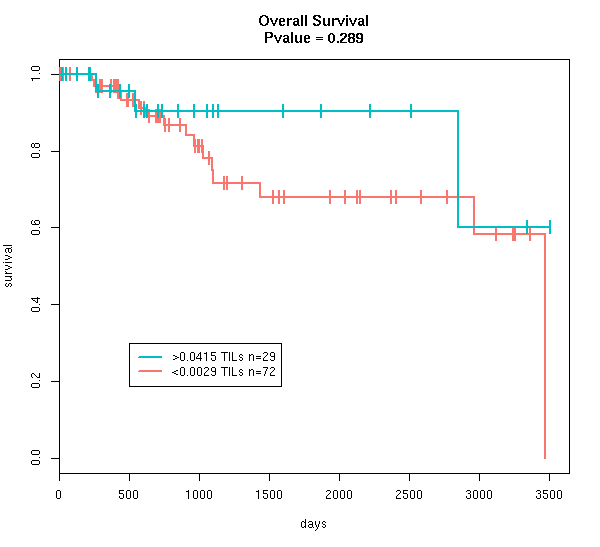 Overall Survival
Pvalue = 0.289
1.0
0.8
0.6
0.4
0.2
0.0
survival
>0.0415 TILs n=29
<0.0029 TILs n=72
0 500 1000 1500 2000 2500 3000 3500
days